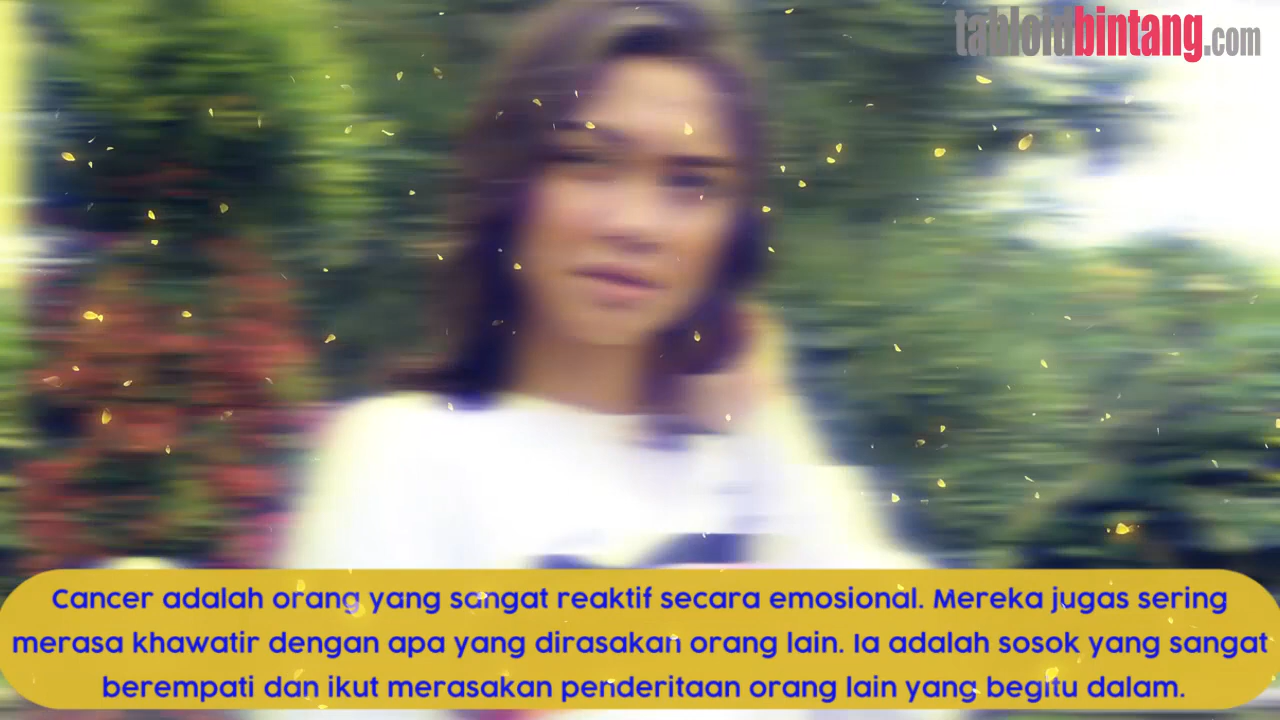 tabloidbintang.com
Cancer adalah orang yang sangat reaktif secara emosional. Mereka jugas sering
merasa khawatir dengan apa yang dirasakan orang lain. Ia adalah sosok yang sangat
berempati dan ikut merasakan penderitaan orang lain yang begitu dalam.